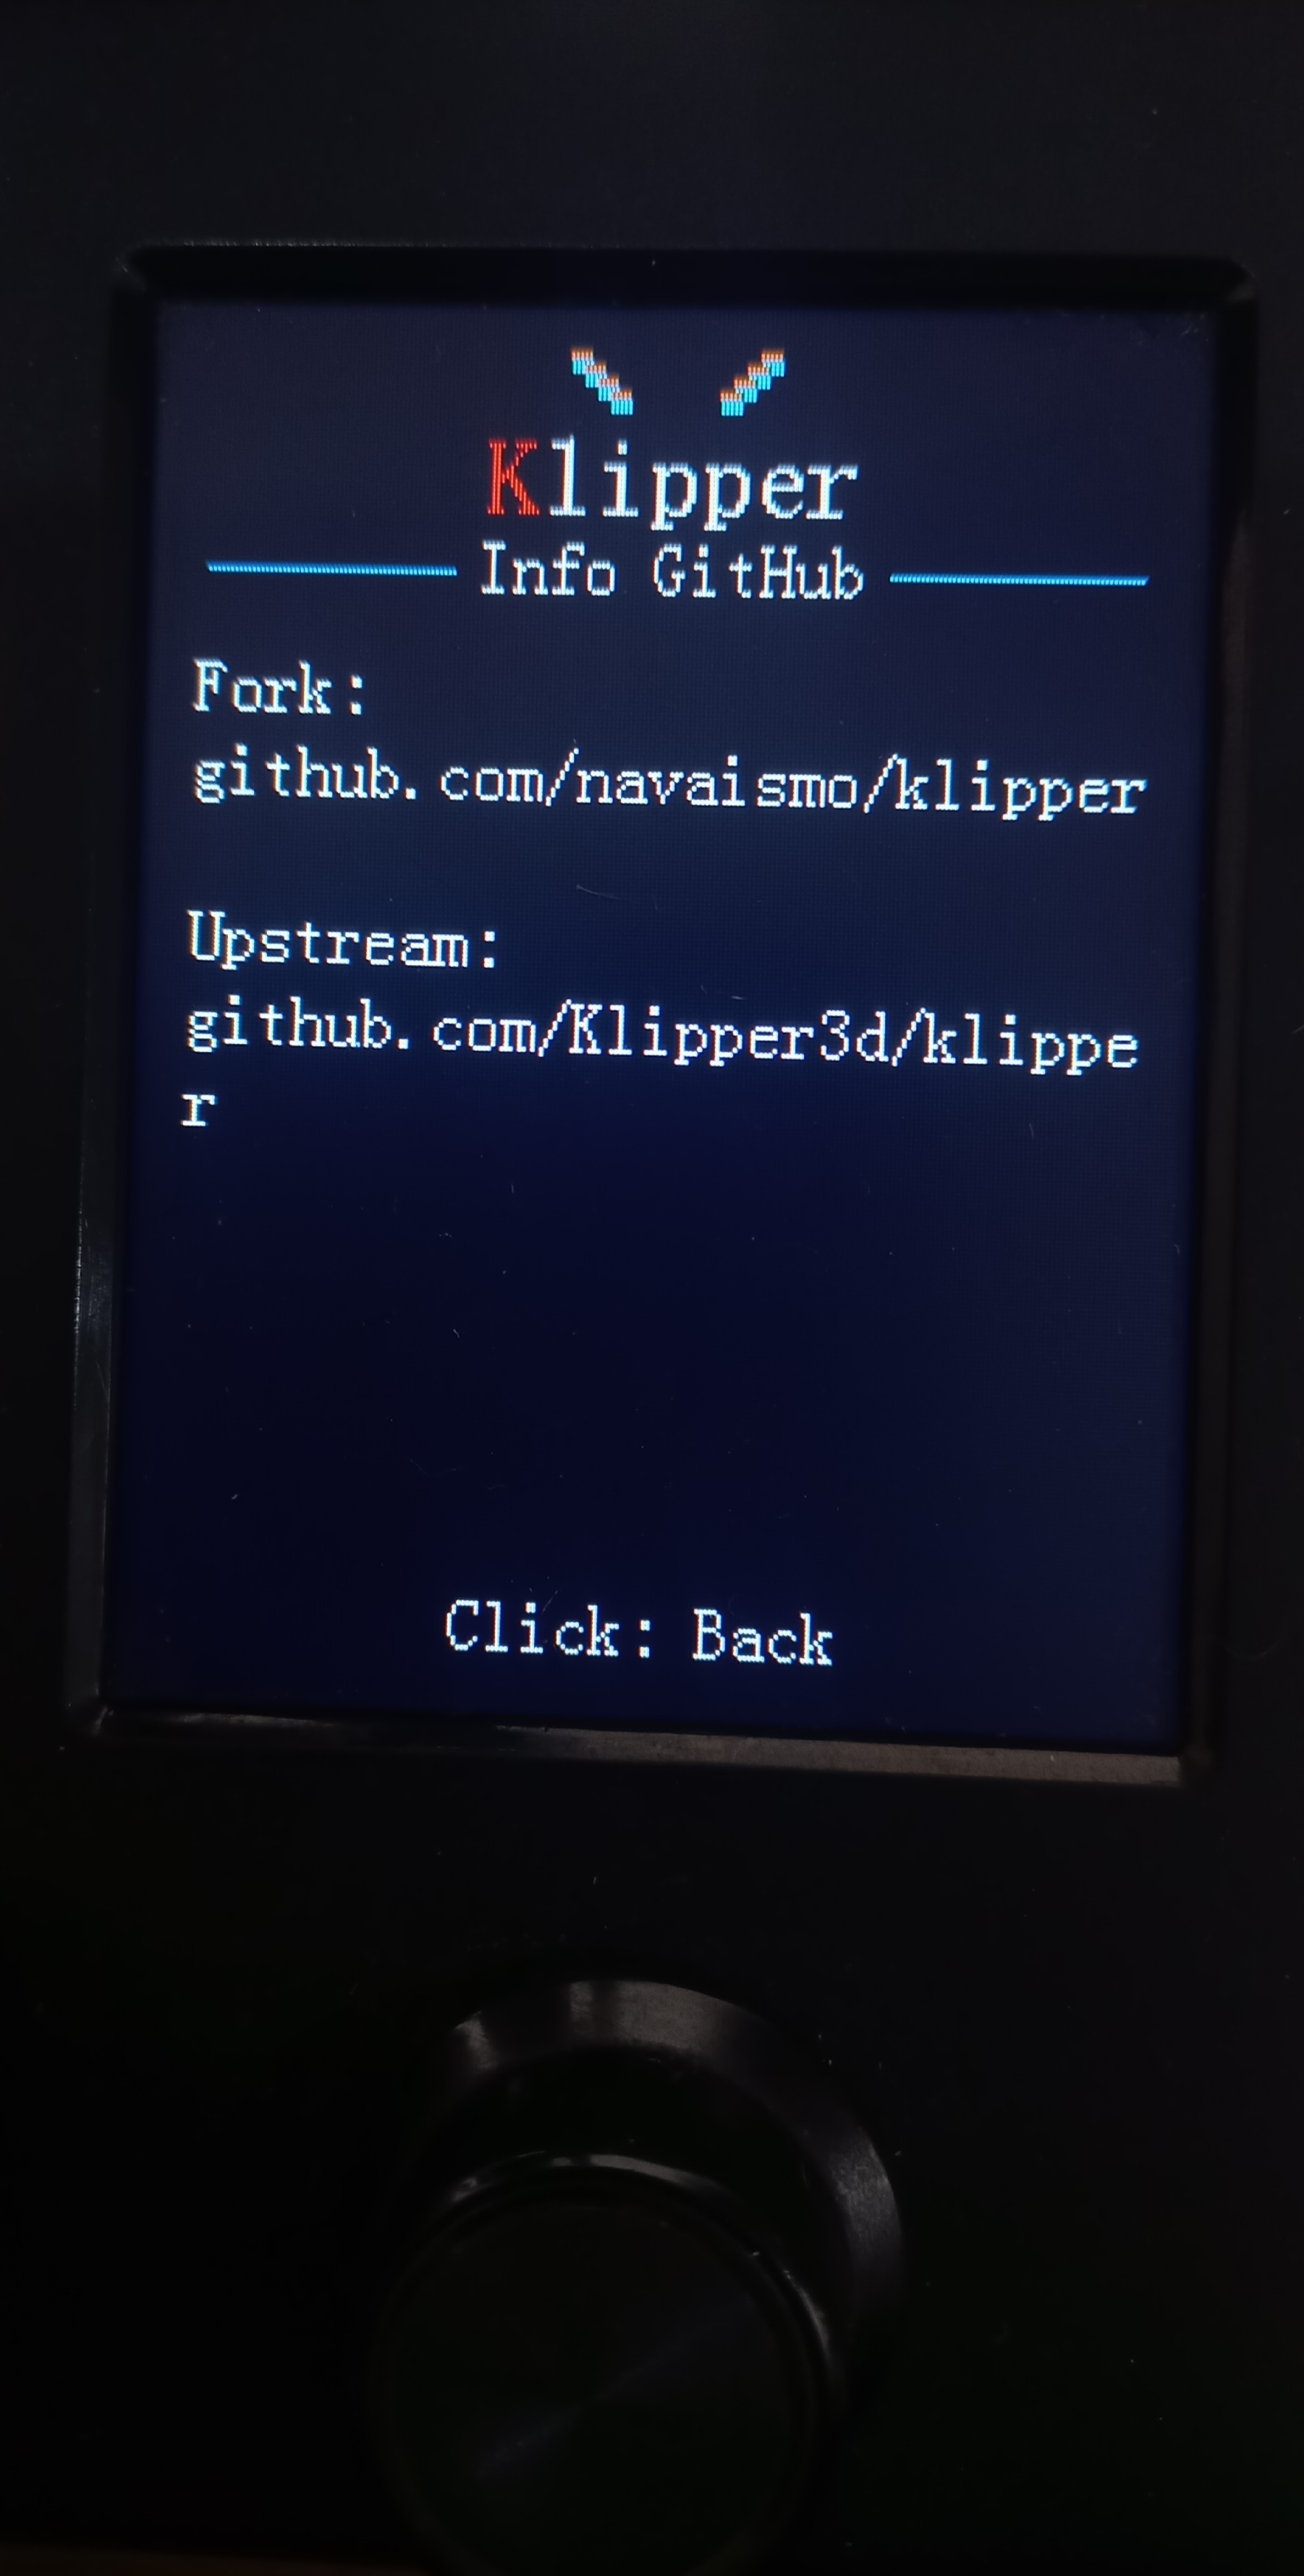 Klipper
Info GitHub
Fork:
github.com/navaismo/klipper
Upstream:
github.com/Klipper3d/klippe
r
Click: Back